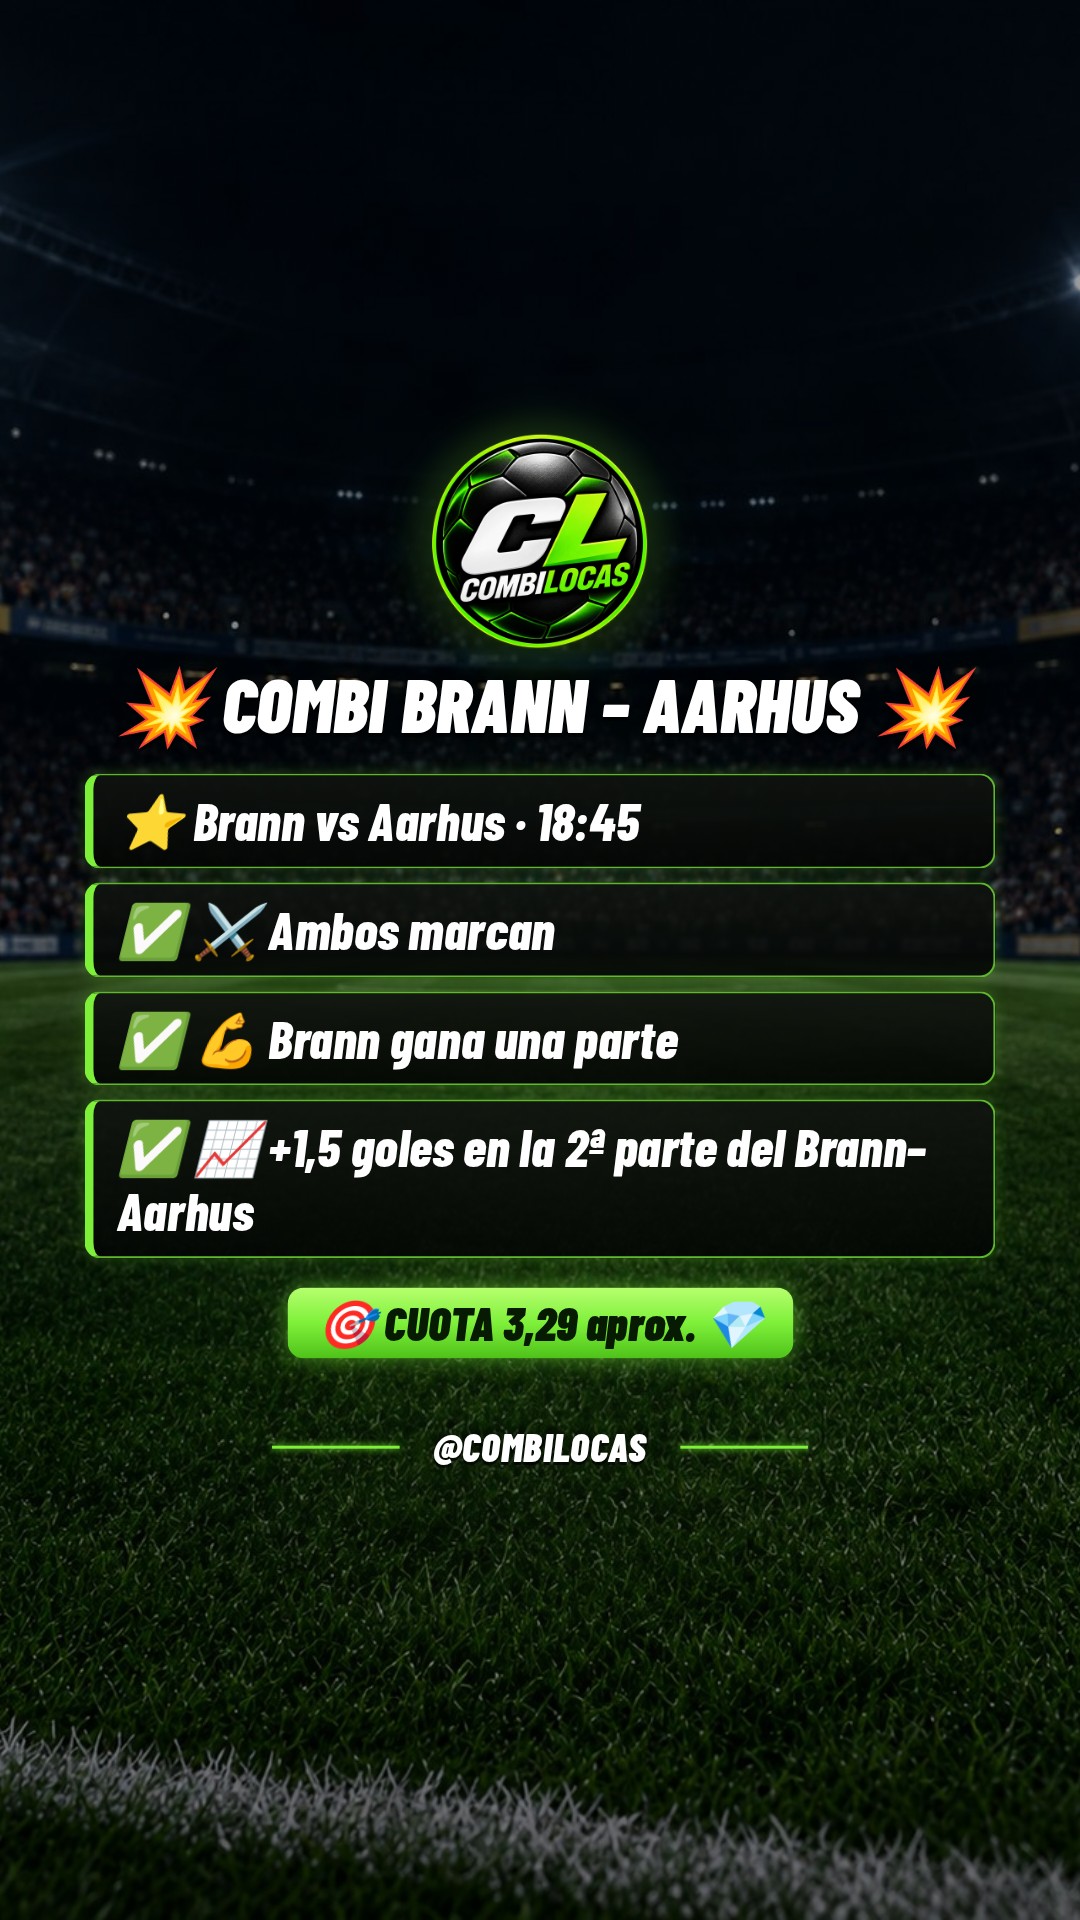 CL
COMBILOCAS
💥 COMBI BRANN - AARHUS 💥
⭐ Brann vs Aarhus · 18:45
✅ ⚔️ Ambos marcan
✅ 💪 Brann gana una parte
✅ 📈 +1,5 goles en la 2ª parte del Brann-
Aarhus
🎯 CUOTA 3,29 aprox. 💎
@COMBILOCAS